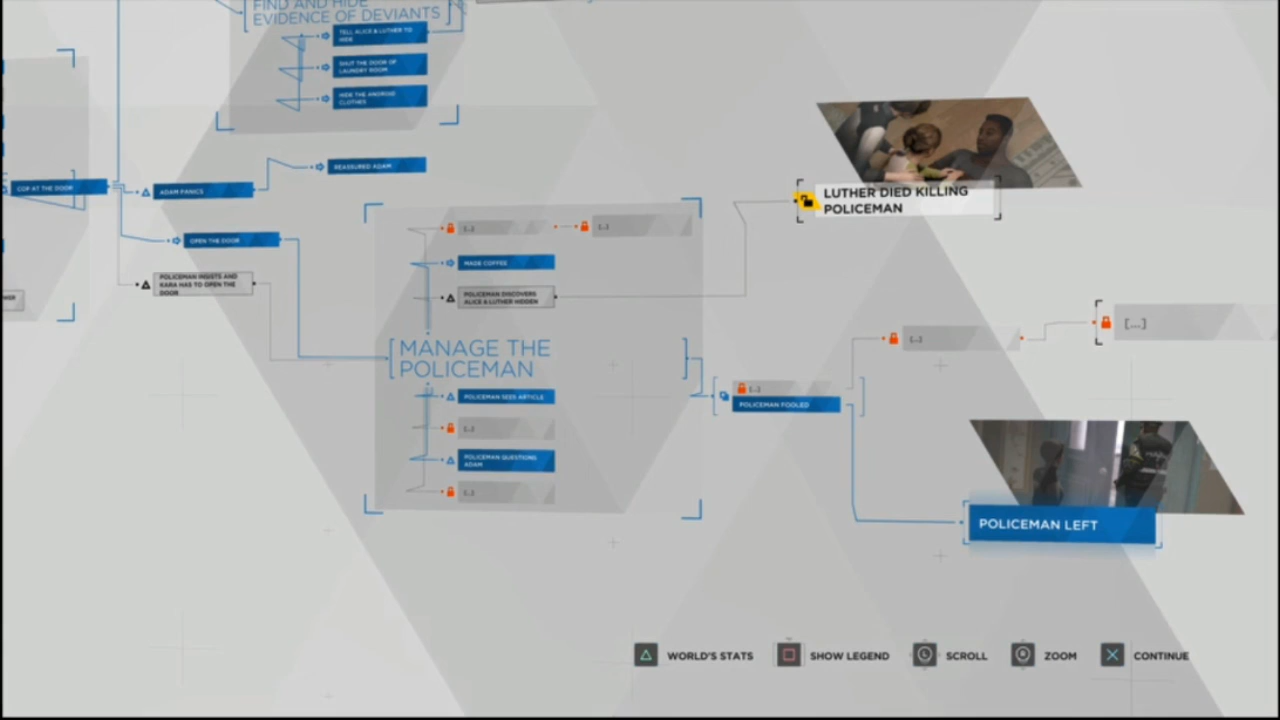 FIND AND HIDE
EVIDENCE OF DEVIANTS
TELL ALICE & LUTHER TO
HIDE
SHUT THE DOOR OF
LAUNDRY ROOM
HIDE THE ANDROID
CLOTHES
REASSURED ADAM
COP AT THE DOOR
ADAM PANICS
OPEN THE DOOR
POLICEMAN INSISTS AND
KARA HAS TO OPEN THE
DOOR
LUTHER DIED KILLING
POLICEMAN
[...]
[...]
MADE COFFEE
POLICEMAN DISCOVERS
ALICE & LUTHER HIDDEN
MANAGE THE
POLICEMAN
POLICEMAN SEES ARTICLE
[...]
POLICEMAN QUESTIONS
ADAM
[...]
[...]
POLICEMAN FOOLED
[...]
[...]
POLICEMAN LEFT
WORLD'S STATS
SHOW LEGEND
L
SCROLL
R
ZOOM
CONTINUE